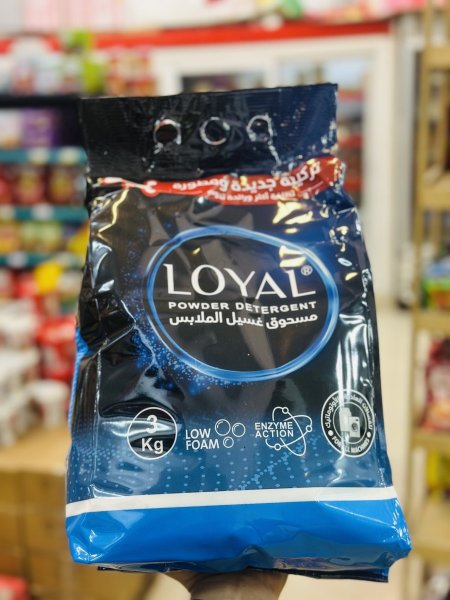 تركيبة جديدة ومطورة
LOYAL®
POWDER DETERGENT
مسحوق غسيل الملابس
3
Kg
LOW
FOAM
ENZYME
ACTION